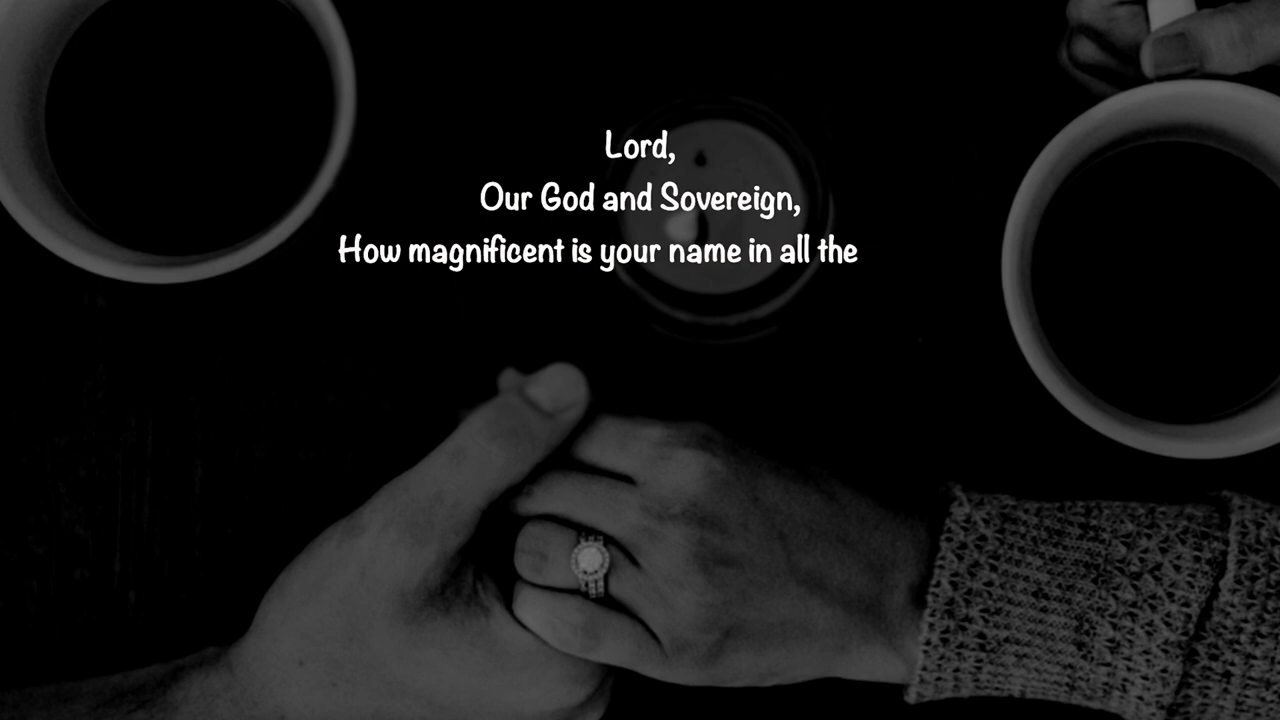 Lord,
Our God and Sovereign,
How magnificent is your name in all the